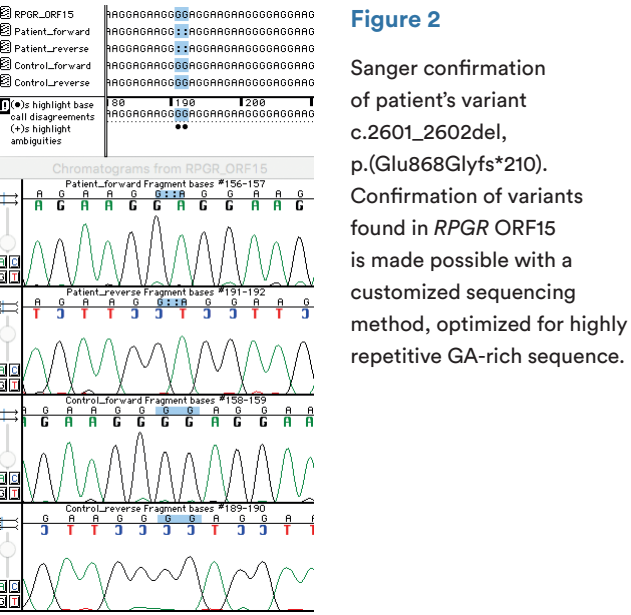 RPGR_ORF15 AAGGAGAAGGGGAGGAAGAAGGGGAGGAAG
Patient_forward AAGGAGAAGG::AGGAAGAAGGGGAGGAAG
Patient_reverse AAGGAGAAGG::AGGAAGAAGGGGAGGAAG
Control_forward AAGGAGAAGGGGAGGAAGAAGGGGAGGAAG
Control_reverse AAGGAGAAGGGGAGGAAGAAGGGGAGGAAG
(●)s highlight base
call disagreements
(+)s highlight
ambiguities
180 190 200
AAGGAGAAGGGGAGGAAGAAGGGGAGGAAG
●●
Chromatograms from RPGR_ORF15
Patient_forward Fragment bases #156-157
A G A A G G::A G G A A G
A G A A G G A G G A A G
A C
G T
Patient_reverse Fragment bases #191-192
A G A A G G::A G G A A G
T C T T C C T C C T T C
A C
G T
Control_forward Fragment bases #158-159
A G A A G G G G A G G A A
G A A G G G G A G G A A
A C
G T
Control_reverse Fragment bases #189-190
G A A G G G G A G G A A
C T T C C C C T C C T T
A C
G T
Figure 2
Sanger confirmation
of patient's variant
c.2601_2602del,
p.(Glu868Glyfs*210).
Confirmation of variants
found in RPGR ORF15
is made possible with a
customized sequencing
method, optimized for highly
repetitive GA-rich sequence.